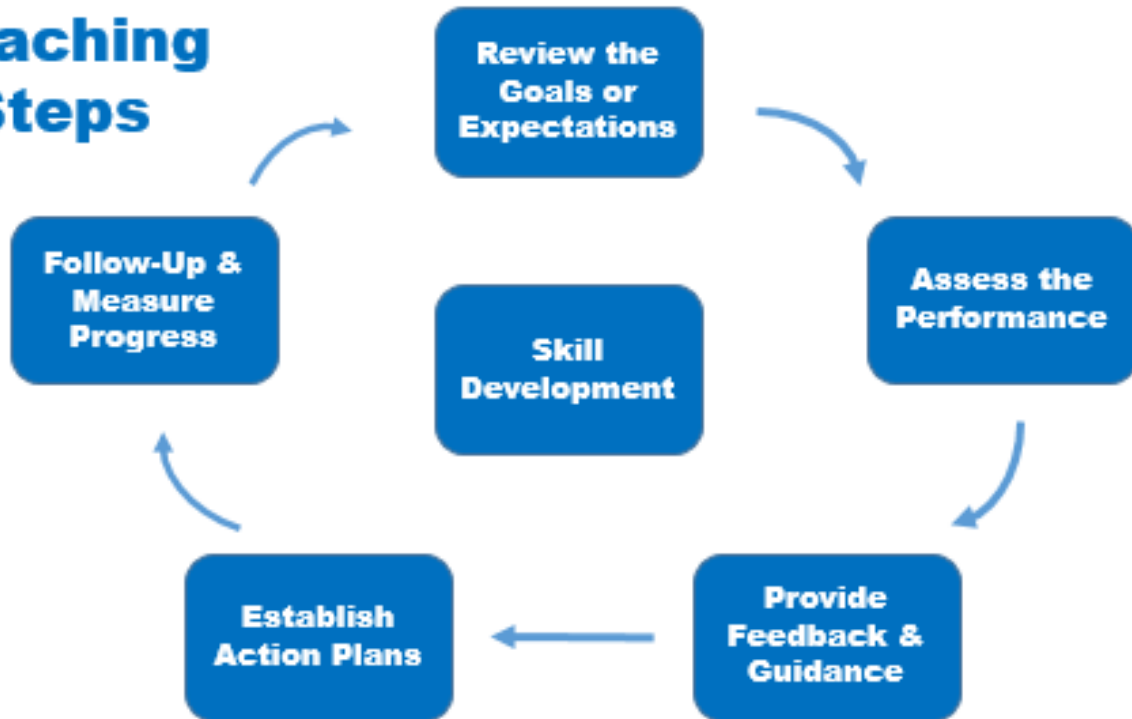 aching
Steps
Review the
Goals or
Expectations
Follow-Up &
Measure
Progress
Assess the
Performance
Skill
Development
Establish
Action Plans
Provide
Feedback &
Guidance